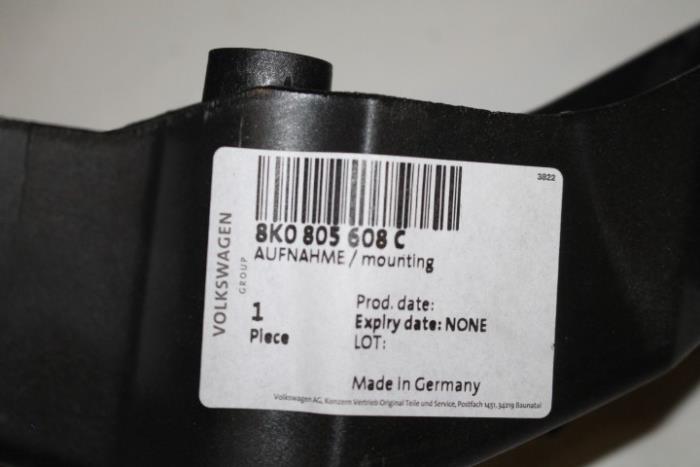 3822
8K0 805 608 C
AUFNAHME / mounting
VOLKSWAGEN
GROUP
1
Piece
Prod. date:
Expiry date: NONE
LOT:
Made in Germany
Volkswagen AG, Konzern Vertrieb Original Teile und Service, Postfach 1451, 34219 Baunatal